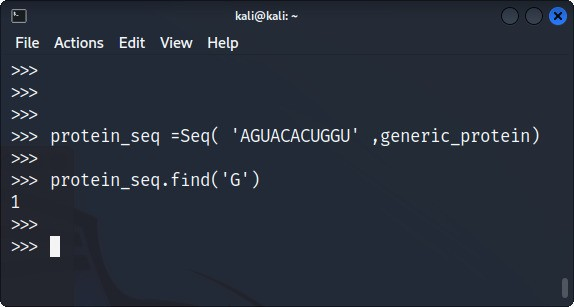 kali@kali: ~
File Actions Edit View Help
>>>
>>>
>>>
>>> protein_seq =Seq( 'AGUACACUGGU' ,generic_protein)
>>>
>>> protein_seq.find('G')
1
>>>
>>>